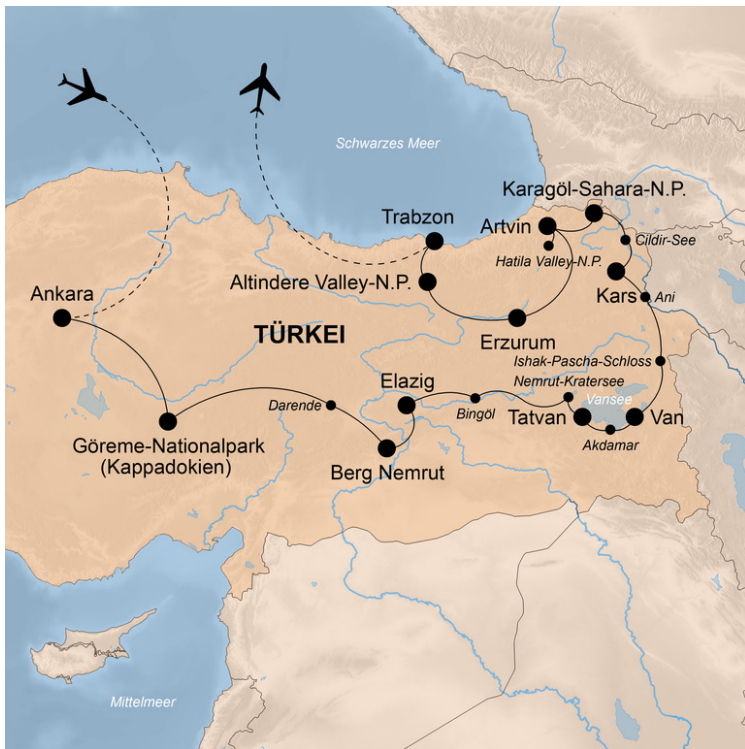 Schwarzes Meer
Karagöl-Sahara-N.P.
Trabzon
Artvin
Cildir-See
Hatila Valley-N.P.
Altindere Valley-N.P.
Ankara
Kars
Ani
TÜRKEI
Erzurum
Ishak-Pascha-Schloss
Nemrut-Kratersee
Elazig
Vansee
Darende
Bingöl
Tatvan
Van
Göreme-Nationalpark
(Kappadokien)
Akdamar
Berg Nemrut
Mittelmeer